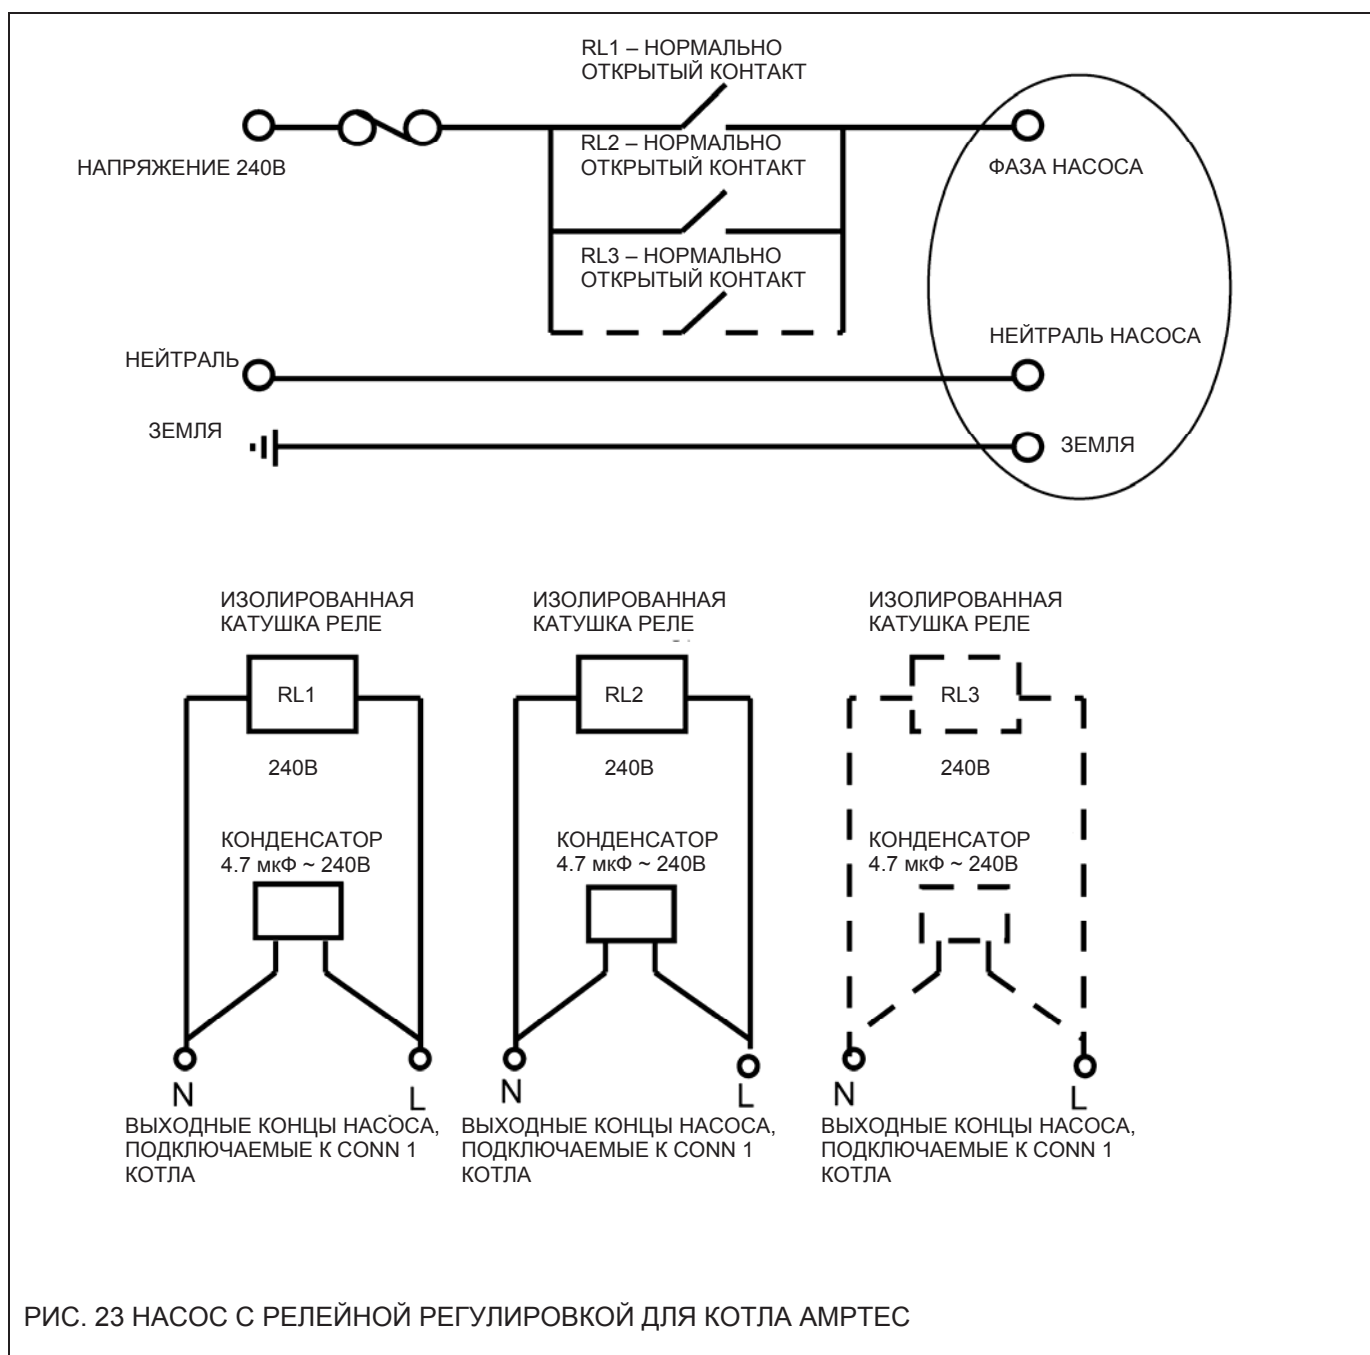 RL1 – НОРМАЛЬНО
ОТКРЫТЫЙ КОНТАКТ
НАПРЯЖЕНИЕ 240В
RL2 – НОРМАЛЬНО
ОТКРЫТЫЙ КОНТАКТ
ФАЗА НАСОСА
RL3 – НОРМАЛЬНО
ОТКРЫТЫЙ КОНТАКТ
НЕЙТРАЛЬ
НЕЙТРАЛЬ НАСОСА
ЗЕМЛЯ
ЗЕМЛЯ
ИЗОЛИРОВАННАЯ
КАТУШКА РЕЛЕ
RL1
240В
КОНДЕНСАТОР
4.7 мкФ ~ 240В
N
L
ВЫХОДНЫЕ КОНЦЫ НАСОСА,
ПОДКЛЮЧАЕМЫЕ К CONN 1
КОТЛА
ИЗОЛИРОВАННАЯ
КАТУШКА РЕЛЕ
RL2
240В
КОНДЕНСАТОР
4.7 мкФ ~ 240В
N
L
ВЫХОДНЫЕ КОНЦЫ НАСОСА,
ПОДКЛЮЧАЕМЫЕ К CONN 1
КОТЛА
ИЗОЛИРОВАННАЯ
КАТУШКА РЕЛЕ
RL3
240В
КОНДЕНСАТОР
4.7 мкФ ~ 240В
N
L
ВЫХОДНЫЕ КОНЦЫ НАСОСА,
ПОДКЛЮЧАЕМЫЕ К CONN 1
КОТЛА
РИС. 23 НАСОС С РЕЛЕЙНОЙ РЕГУЛИРОВКОЙ ДЛЯ КОТЛА AMPTEC